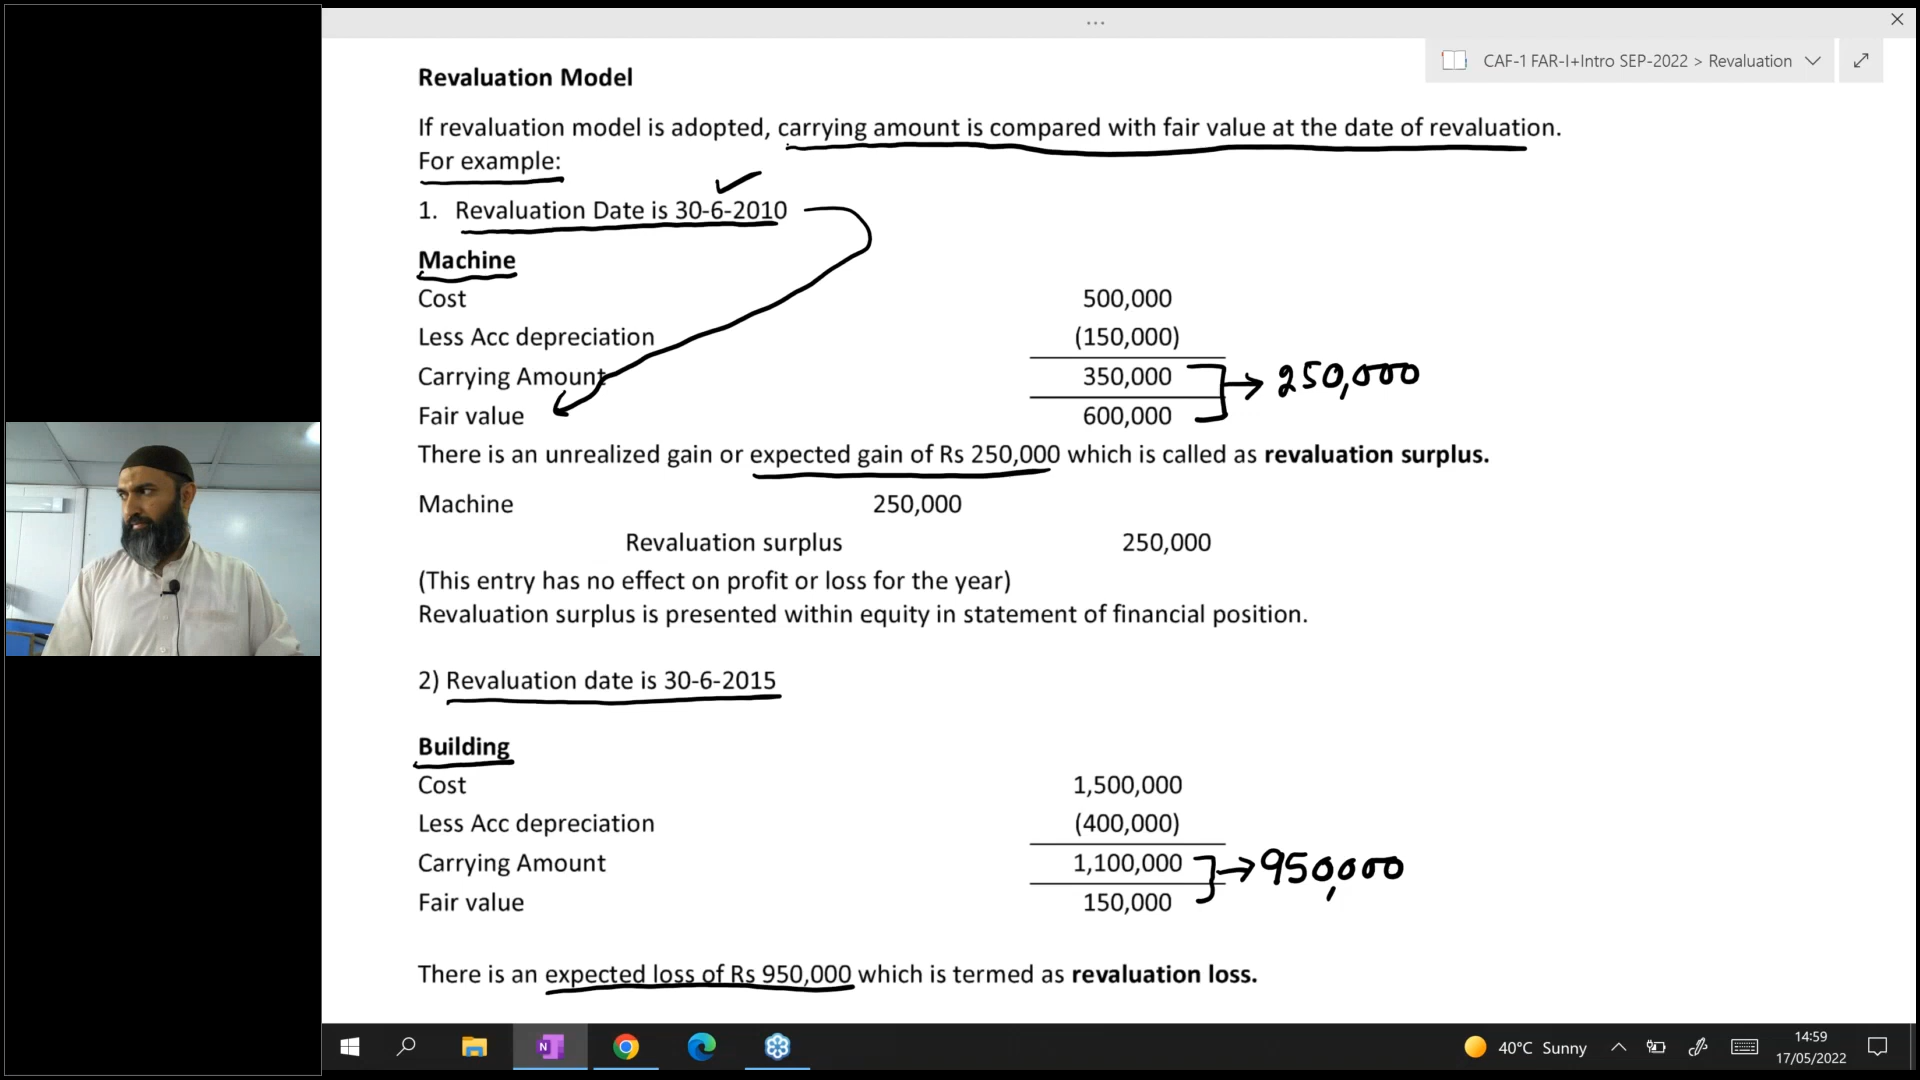 ...
CAF-1 FAR-I+Intro SEP-2022 > Revaluation
Revaluation Model
If revaluation model is adopted, carrying amount is compared with fair value at the date of revaluation.
For example:
1. Revaluation Date is 30-6-2010
Machine
Cost 500,000
Less Acc depreciation (150,000)
Carrying Amount 350,000 250,000
Fair value 600,000
There is an unrealized gain or expected gain of Rs 250,000 which is called as revaluation surplus.
Machine 250,000
Revaluation surplus 250,000
(This entry has no effect on profit or loss for the year)
Revaluation surplus is presented within equity in statement of financial position.
2) Revaluation date is 30-6-2015
Building
Cost 1,500,000
Less Acc depreciation (400,000)
Carrying Amount 1,100,000 950,000
Fair value 150,000
There is an expected loss of Rs 950,000 which is termed as revaluation loss.
N
40°C Sunny
14:59
17/05/2022